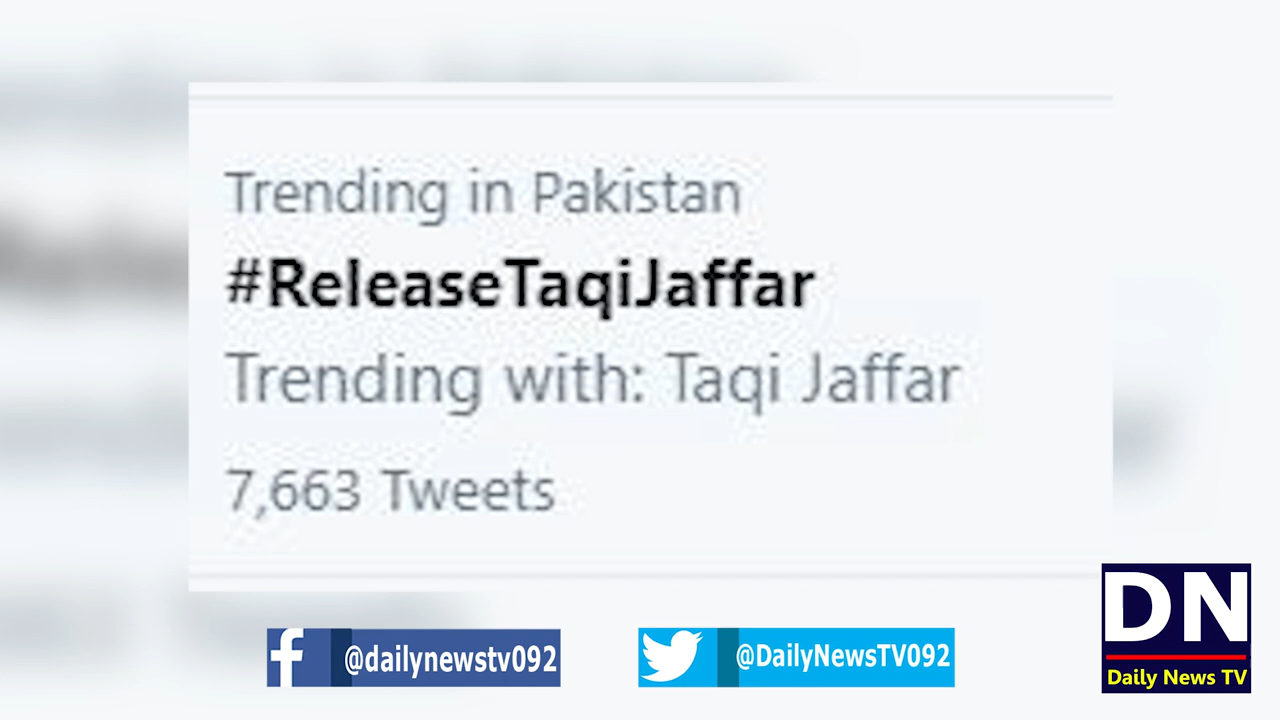 Trending in Pakistan
#ReleaseTaqiJaffar
Trending with: Taqi Jaffar
7,663 Tweets
@dailynewstv092
@DailyNewsTV092
DN
Daily News TV